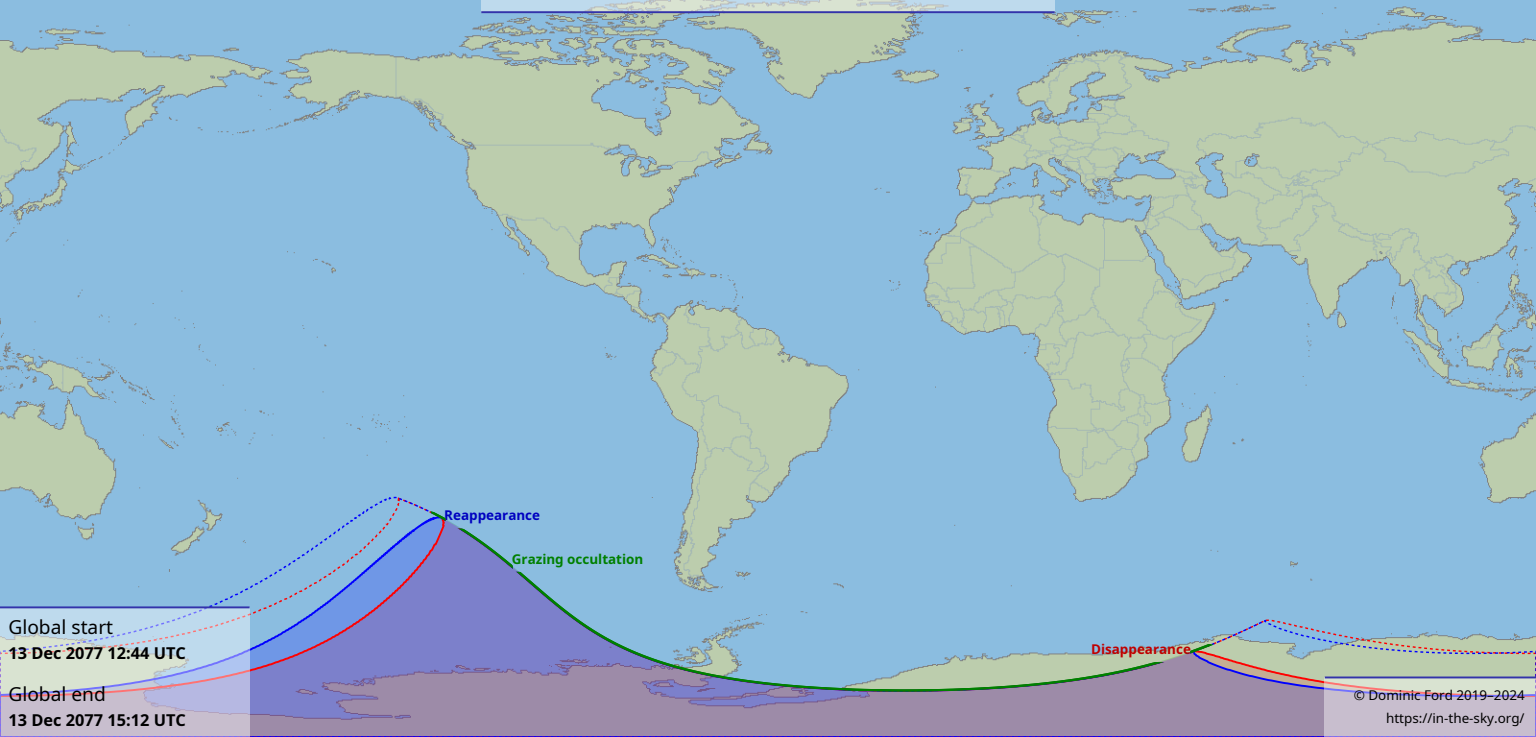 Reappearance
Grazing occultation
Disappearance
Global start
13 Dec 2077 12:44 UTC
Global end
13 Dec 2077 15:12 UTC
© Dominic Ford 2019–2024
https://in-the-sky.org/